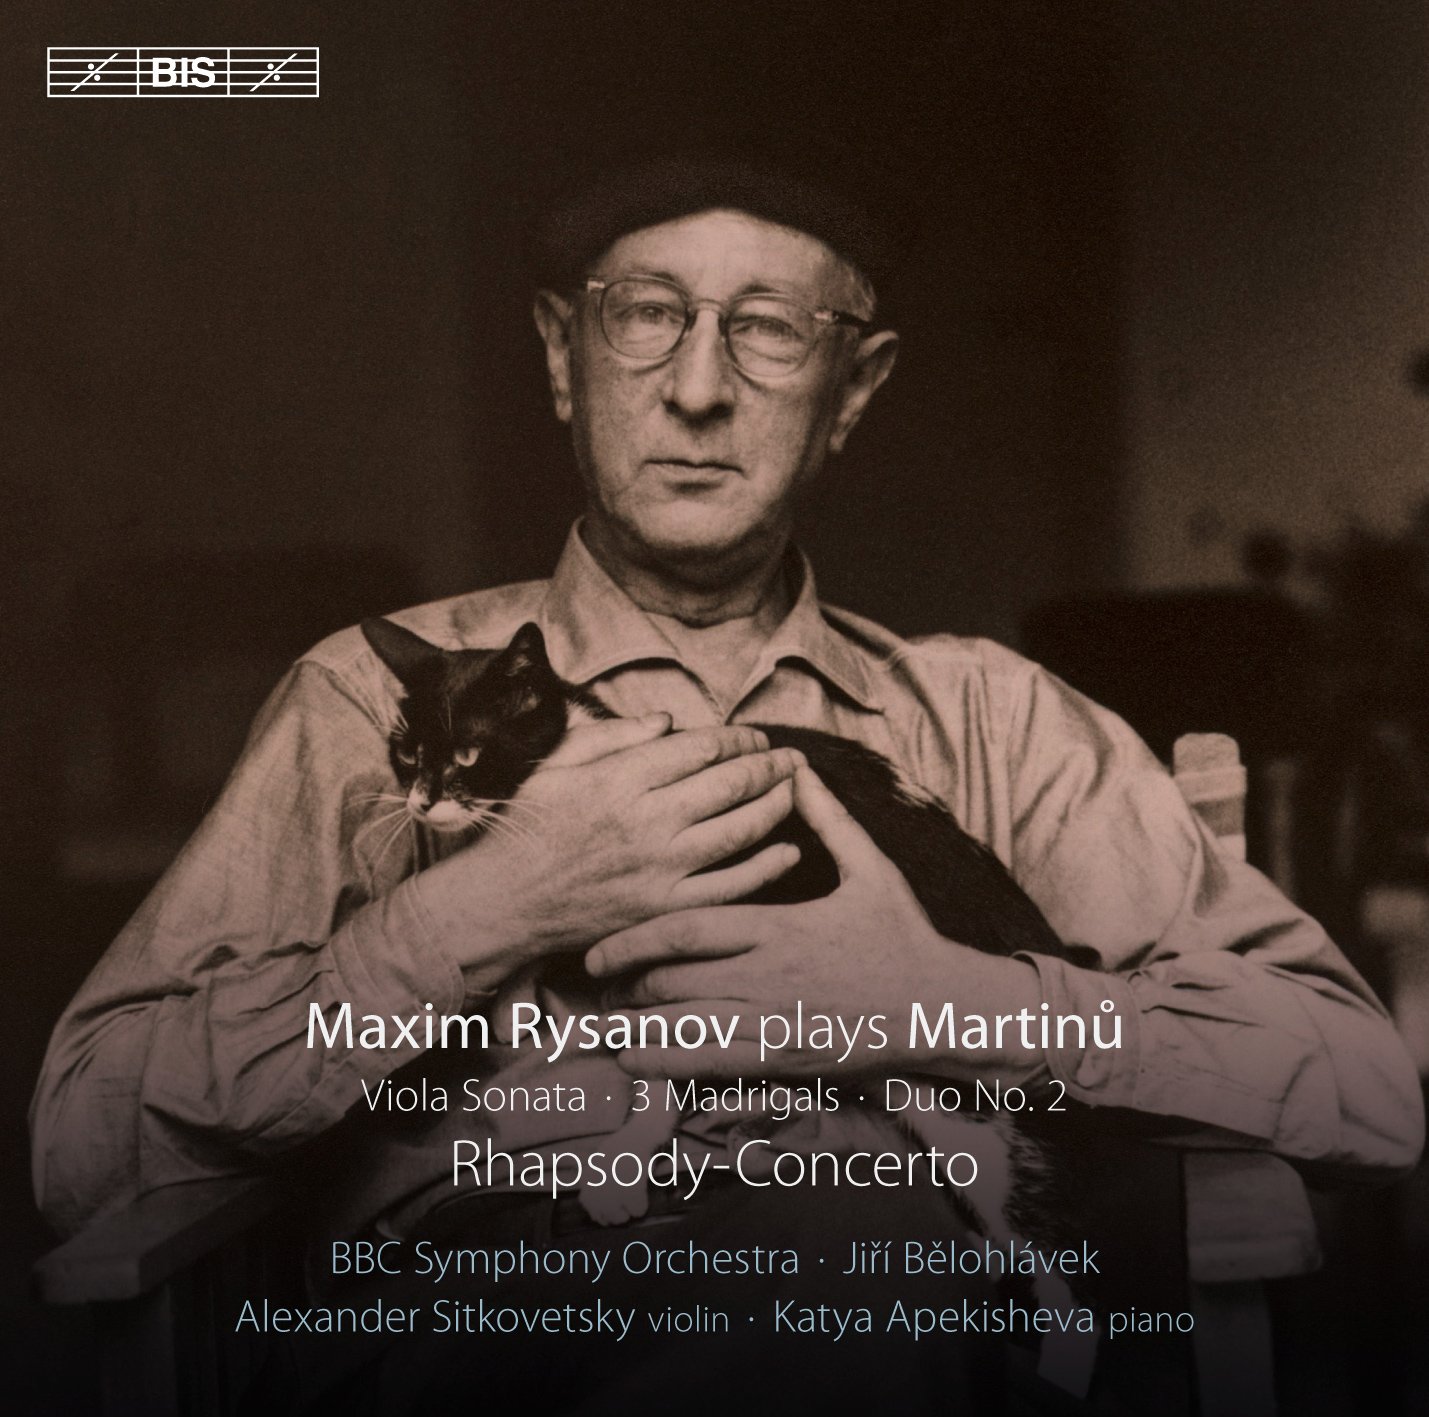 BIS
Maxim Rysanov plays Martinů
Viola Sonata · 3 Madrigals · Duo No. 2
Rhapsody-Concerto
BBC Symphony Orchestra · Jiří Bělohlávek
Alexander Sitkovetsky violin · Katya Apekisheva piano